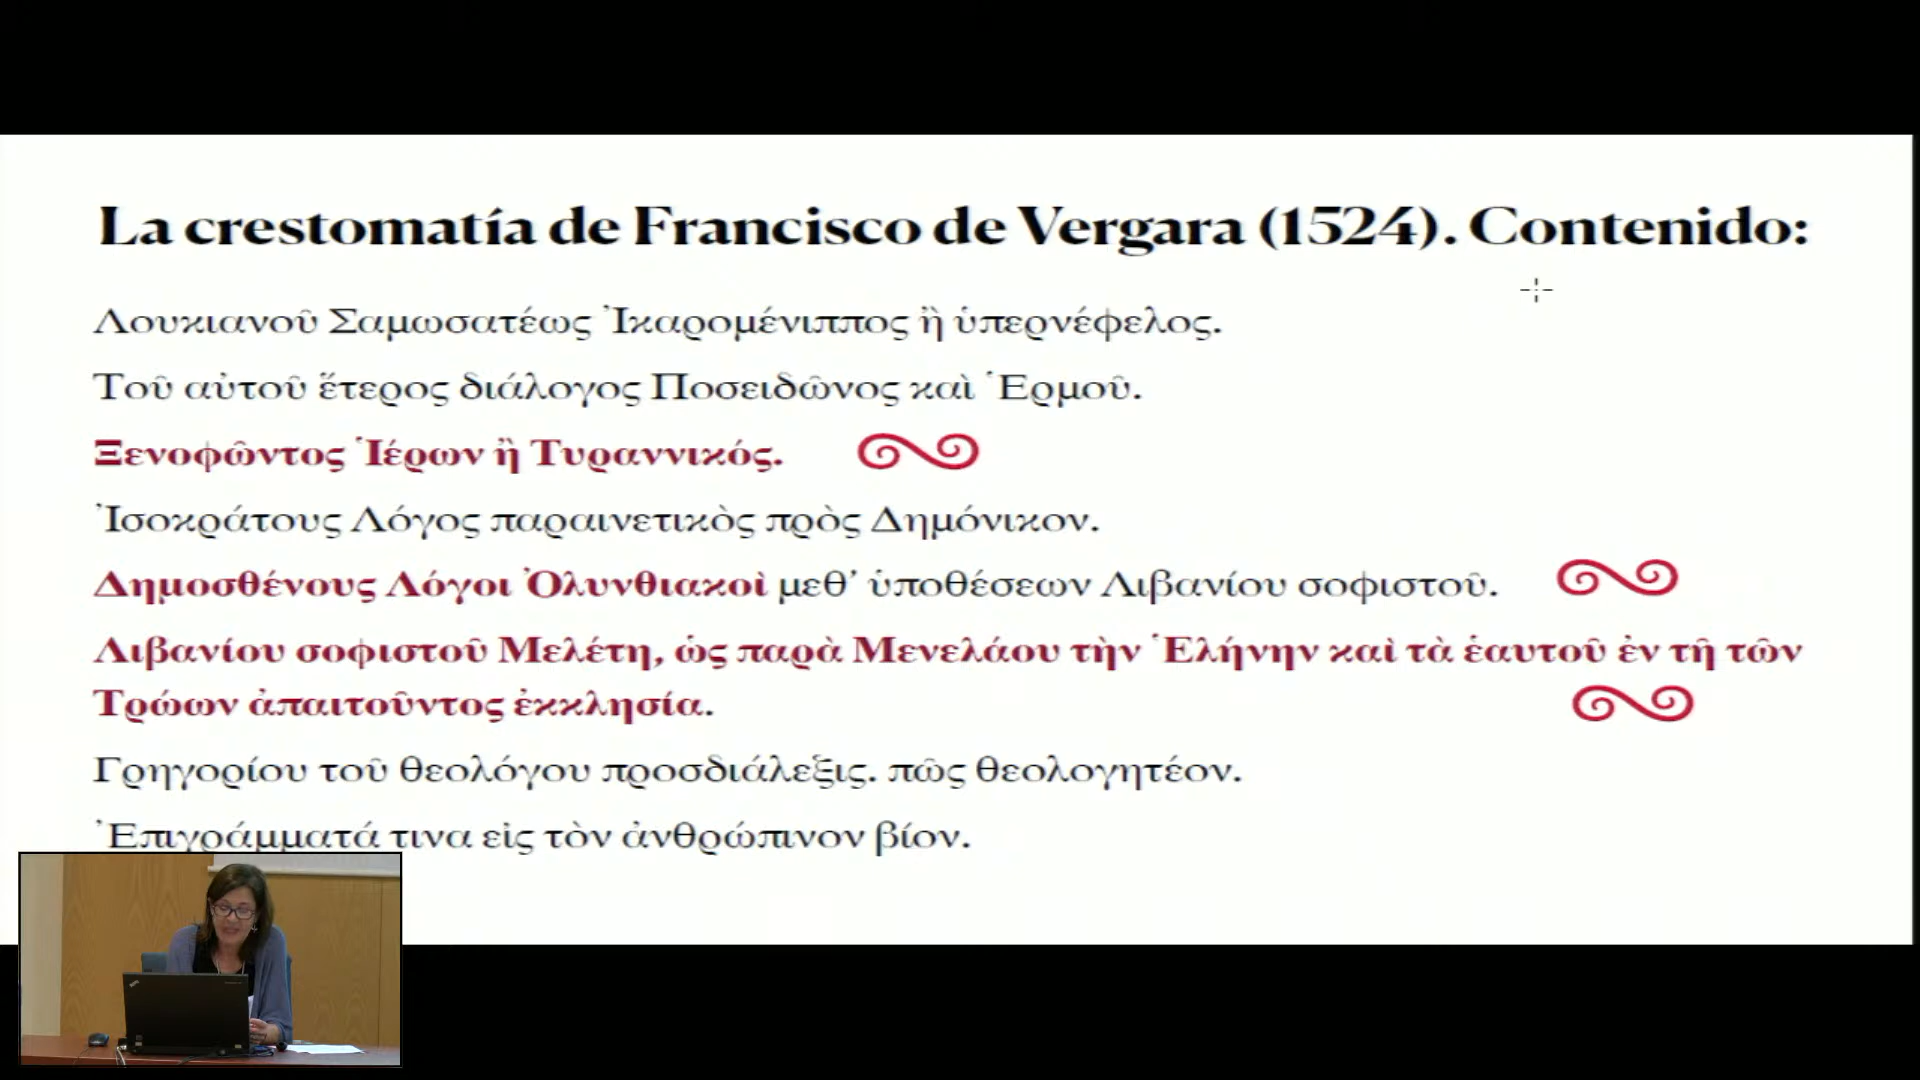 La crestomatía de Francisco de Vergara (1524). Contenido:
Λουκιανοῦ Σαμωσατέως Ἰκαρομένιππος ἢ ὑπερνέφελος.
Τοῦ αὐτοῦ ἕτερος διάλογος Ποσειδῶνος καὶ Ἑρμοῦ.
Ξενοφῶντος Ἱέρων ἢ Τυραννικός.
Ἰσοκράτους Λόγος παραινετικὸς πρὸς Δημόνικον.
Δημοσθένους Λόγοι Ὀλυνθιακοὶ μεθ’ ὑποθέσεων Λιβανίου σοφιστοῦ.
Λιβανίου σοφιστοῦ Μελέτη, ὡς παρὰ Μενελάου τὴν Ἑλήνην καὶ τὰ ἑαυτοῦ ἐν τῇ τῶν
Τρώων ἀπαιτοῦντος ἐκκλησία.
Γρηγορίου τοῦ θεολόγου προσδιάλεξις. πῶς θεολογητέον.
Ἐπιγράμματά τινα εἰς τὸν ἀνθρώπινον βίον.